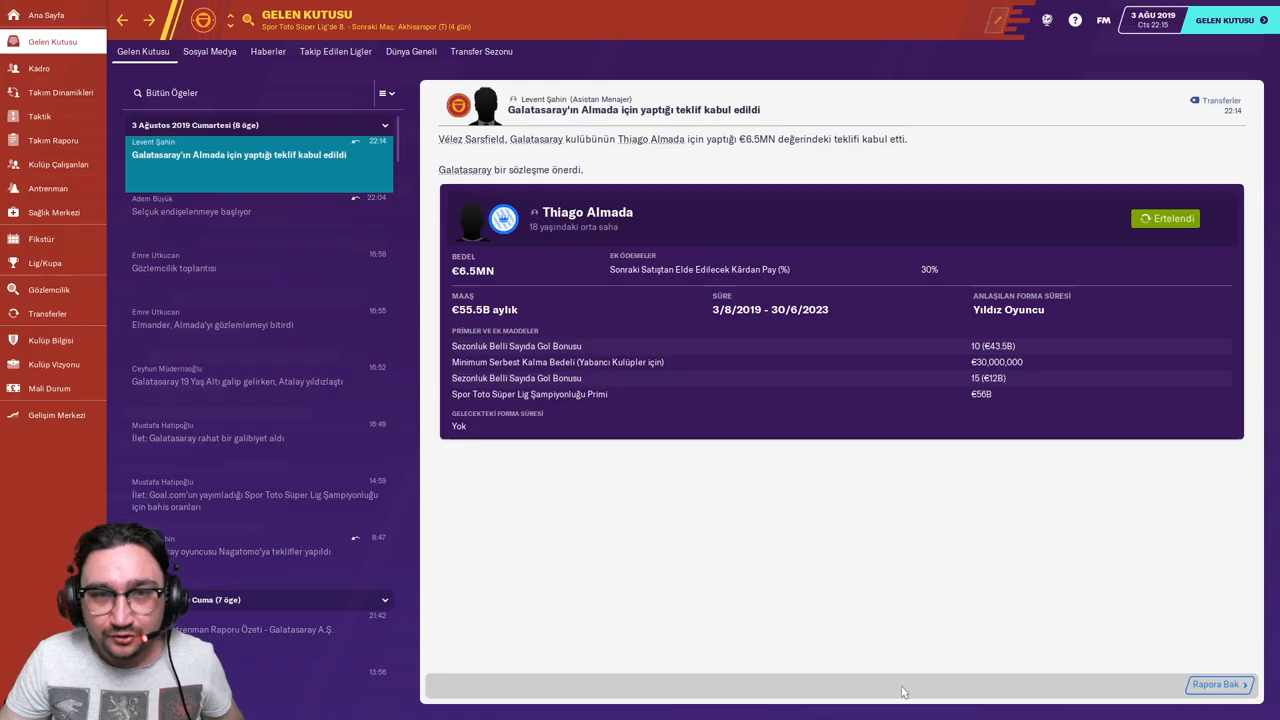 Ana Sayfa
Gelen Kutusu
Kadro
Takım Dinamikleri
Taktik
Takım Raporu
Kulüp Çalışanları
Antrenman
Sağlık Merkezi
Fikstür
Lig/Kupa
Gözlemcilik
Transferler
Kulüp Bilgisi
Kulüp Vizyonu
Mali Durum
Gelişim Merkezi
GELEN KUTUSU
Spor Toto Süper Lig'de 8. - Sonraki Maç: Akhisarspor (T) (4 gün)
FM
3 AĞU 2019
Cts 22:15
GELEN KUTUSU
Gelen Kutusu
Sosyal Medya
Haberler
Takip Edilen Ligler
Dünya Geneli
Transfer Sezonu
Bütün Ögeler
3 Ağustos 2019 Cumartesi (8 öge)
Levent Şahin 22:14
Galatasaray'ın Almada için yaptığı teklif kabul edildi
Adem Büyük 22:04
Selçuk endişelenmeye başlıyor
Emre Utkucan 16:58
Gözlemcilik toplantısı
Emre Utkucan 16:55
Elmander, Almada'yı gözlemlemeyi bitirdi
Ceyhun Müderrisoğlu 16:52
Galatasaray 19 Yaş Altı galip gelirken, Atalay yıldızlaştı
Mustafa Hatipoğlu 16:49
İlet: Galatasaray rahat bir galibiyet aldı
Mustafa Hatipoğlu 14:59
İlet: Goal.com'un yayımladığı Spor Toto Süper Lig Şampiyonluğu
için bahis oranları
8:47
oyuncusu Nagatomo'ya teklifler yapıldı
Cuma (7 öge)
21:42
Raporu Özeti - Galatasaray A.Ş.
13:56
Levent Şahin (Asistan Menajer)
Galatasaray'ın Almada için yaptığı teklif kabul edildi
Transferler
22:14
Vélez Sarsfield, Galatasaray kulübünün Thiago Almada için yaptığı €6.5MN değerindeki teklifi kabul etti.
Galatasaray bir sözleşme önerdi.
Thiago Almada
18 yaşındaki orta saha
Ertelendi
BEDEL
€6.5MN
EK ÖDEMELER
Sonraki Satıştan Elde Edilecek Kârdan Pay (%) 30%
MAAŞ
€55.5B aylık
SÜRE
3/8/2019 - 30/6/2023
ANLAŞILAN FORMA SÜRESİ
Yıldız Oyuncu
PRİMLER VE EK MADDELER
Sezonluk Belli Sayıda Gol Bonusu 10 (€43.5B)
Minimum Serbest Kalma Bedeli (Yabancı Kulüpler için) €30,000,000
Sezonluk Belli Sayıda Gol Bonusu 15 (€12B)
Spor Toto Süper Lig Şampiyonluğu Primi €56B
GELECEKTEKİ FORMA SÜRESİ
Yok
Rapora Bak